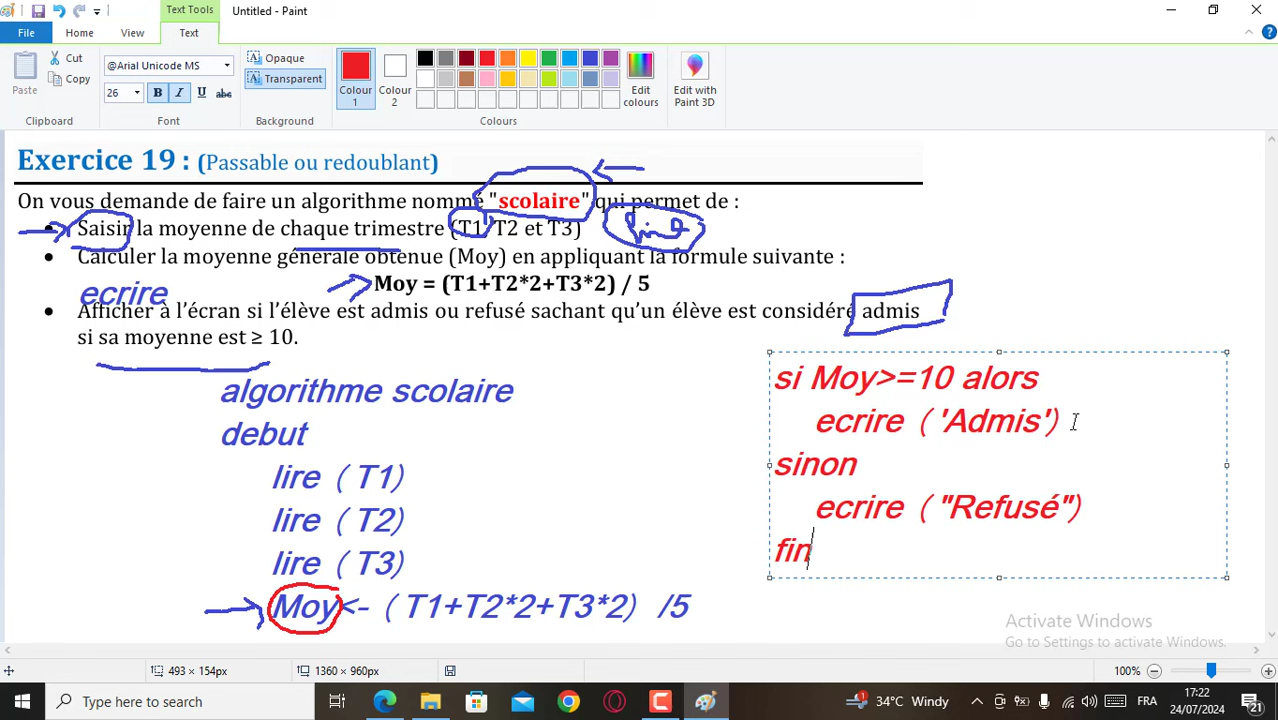 Text Tools
Untitled - Paint
File
Home
View
Text
Paste
Cut
Copy
Clipboard
@Arial Unicode MS
26
B
I
U
abc
Font
Opaque
Transparent
Background
Colour
1
Colour
2
Edit
colours
Edit with
Paint 3D
Colours
Exercice 19 : (Passable ou redoublant)
On vous demande de faire un algorithme nommé "scolaire" qui permet de :
• Saisir la moyenne de chaque trimestre (T1, T2 et T3)
• Calculer la moyenne générale obtenue (Moy) en appliquant la formule suivante :
Moy = (T1+T2*2+T3*2) / 5
ecrire
• Afficher à l'écran si l'élève est admis ou refusé sachant qu'un élève est considéré admis
si sa moyenne est ≥ 10.
algorithme scolaire
debut
lire ( T1)
lire ( T2)
lire ( T3)
Moy<- ( T1+T2*2+T3*2) /5
si Moy>=10 alors
ecrire ( 'Admis')
sinon
ecrire ( "Refusé")
fin
Activate Windows
Go to Settings to activate Windows.
493 × 154px
1360 × 960px
100%
Type here to search
1
34°C Windy
FRA
17:22
24/07/2024
21